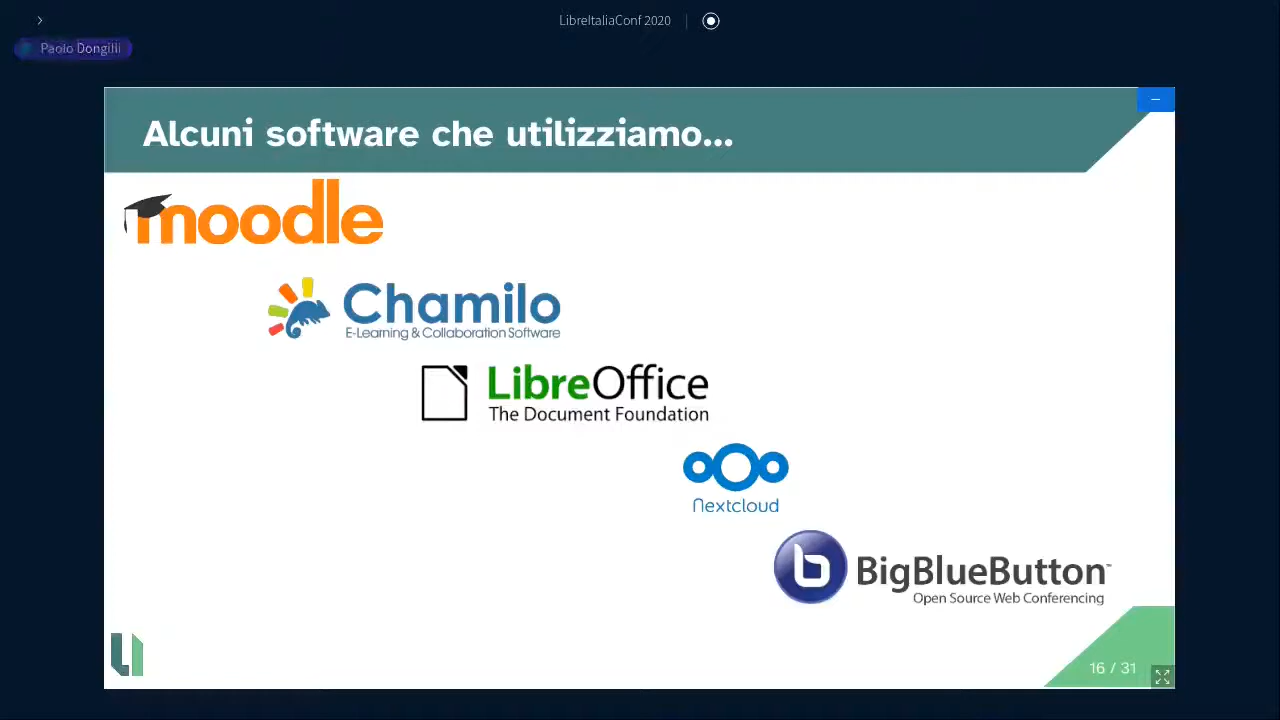 LibreItaliaConf 2020
Paolo Dongilli
Alcuni software che utilizziamo...
moodle
Chamilo
E-Learning & Collaboration Software
LibreOffice
The Document Foundation
Nextcloud
BigBlueButton™
Open Source Web Conferencing
16 / 31